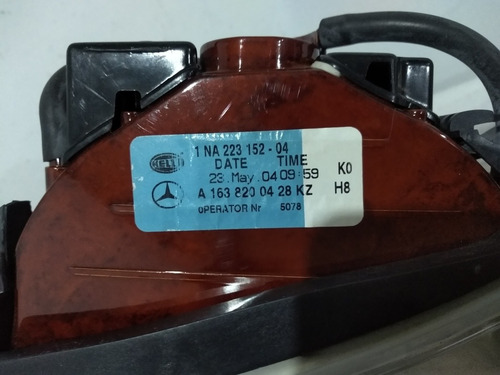 HELLA
1 NA 223 152 - 04
DATE TIME
23. May .04 09:59 K0
A 163 820 04 28 KZ H8
OPERATOR Nr 5078